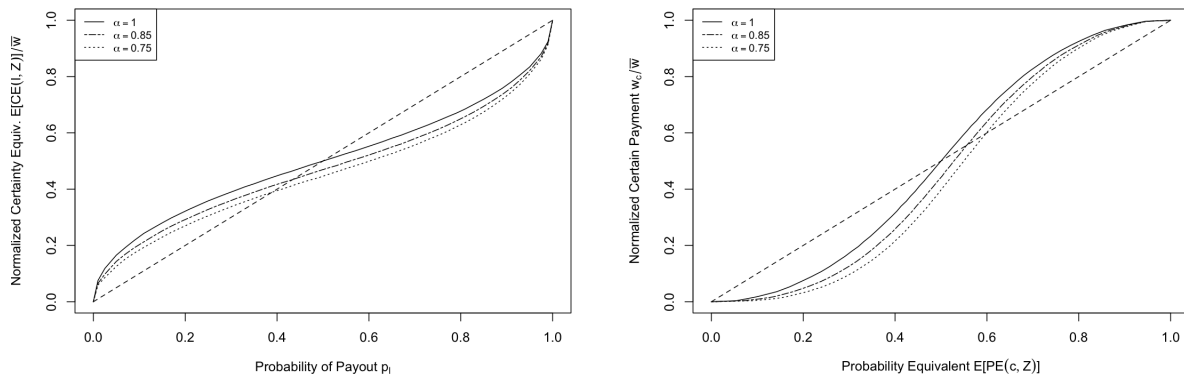 α = 1
α = 0.85
α = 0.75
Normalized Certainty Equiv. E[CE(l, Z)]/w̅
0.0 0.2 0.4 0.6 0.8 1.0
0.0 0.2 0.4 0.6 0.8 1.0
Probability of Payout pₗ
α = 1
α = 0.85
α = 0.75
Normalized Certain Payment w_c/w̅
0.0 0.2 0.4 0.6 0.8 1.0
0.0 0.2 0.4 0.6 0.8 1.0
Probability Equivalent E[PE(c, Z)]